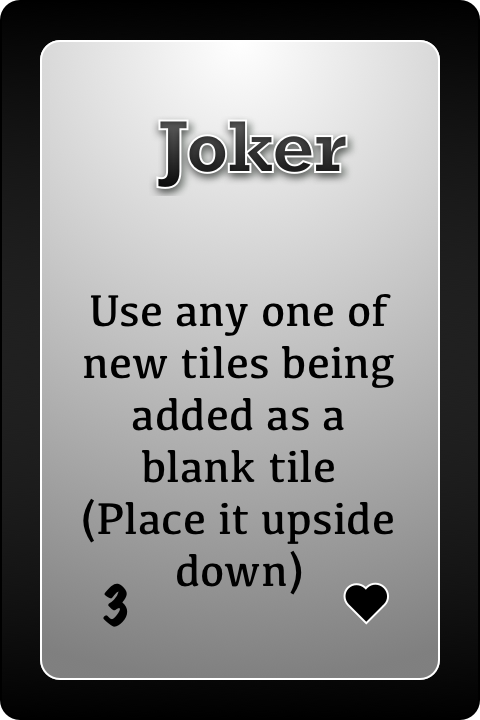 Joker
Use any one of
new tiles being
added as a
blank tile
(Place it upside
down)
3